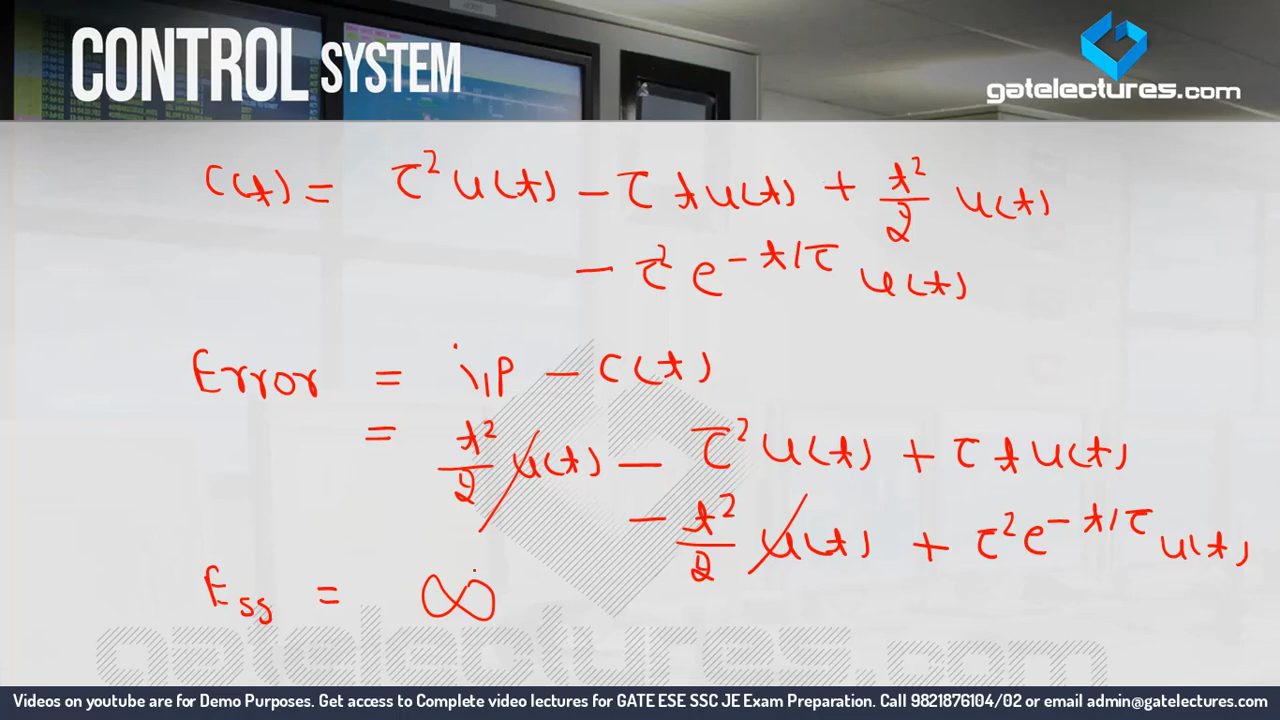 CONTROL SYSTEM
gatelectures.com
c(t) = τ² u(t) - τ t u(t) + t²/2 u(t)
- τ² e^(-t/τ) u(t)
Error = i/p - c(t)
= t²/2 u(t) - τ² u(t) + τ t u(t)
- t²/2 u(t) + τ² e^(-t/τ) u(t)
Ess = ∞
gatelectures.com
Videos on youtube are for Demo Purposes. Get access to Complete video lectures for GATE ESE SSC JE Exam Preparation. Call 9821876104/02 or email admin@gatelectures.com